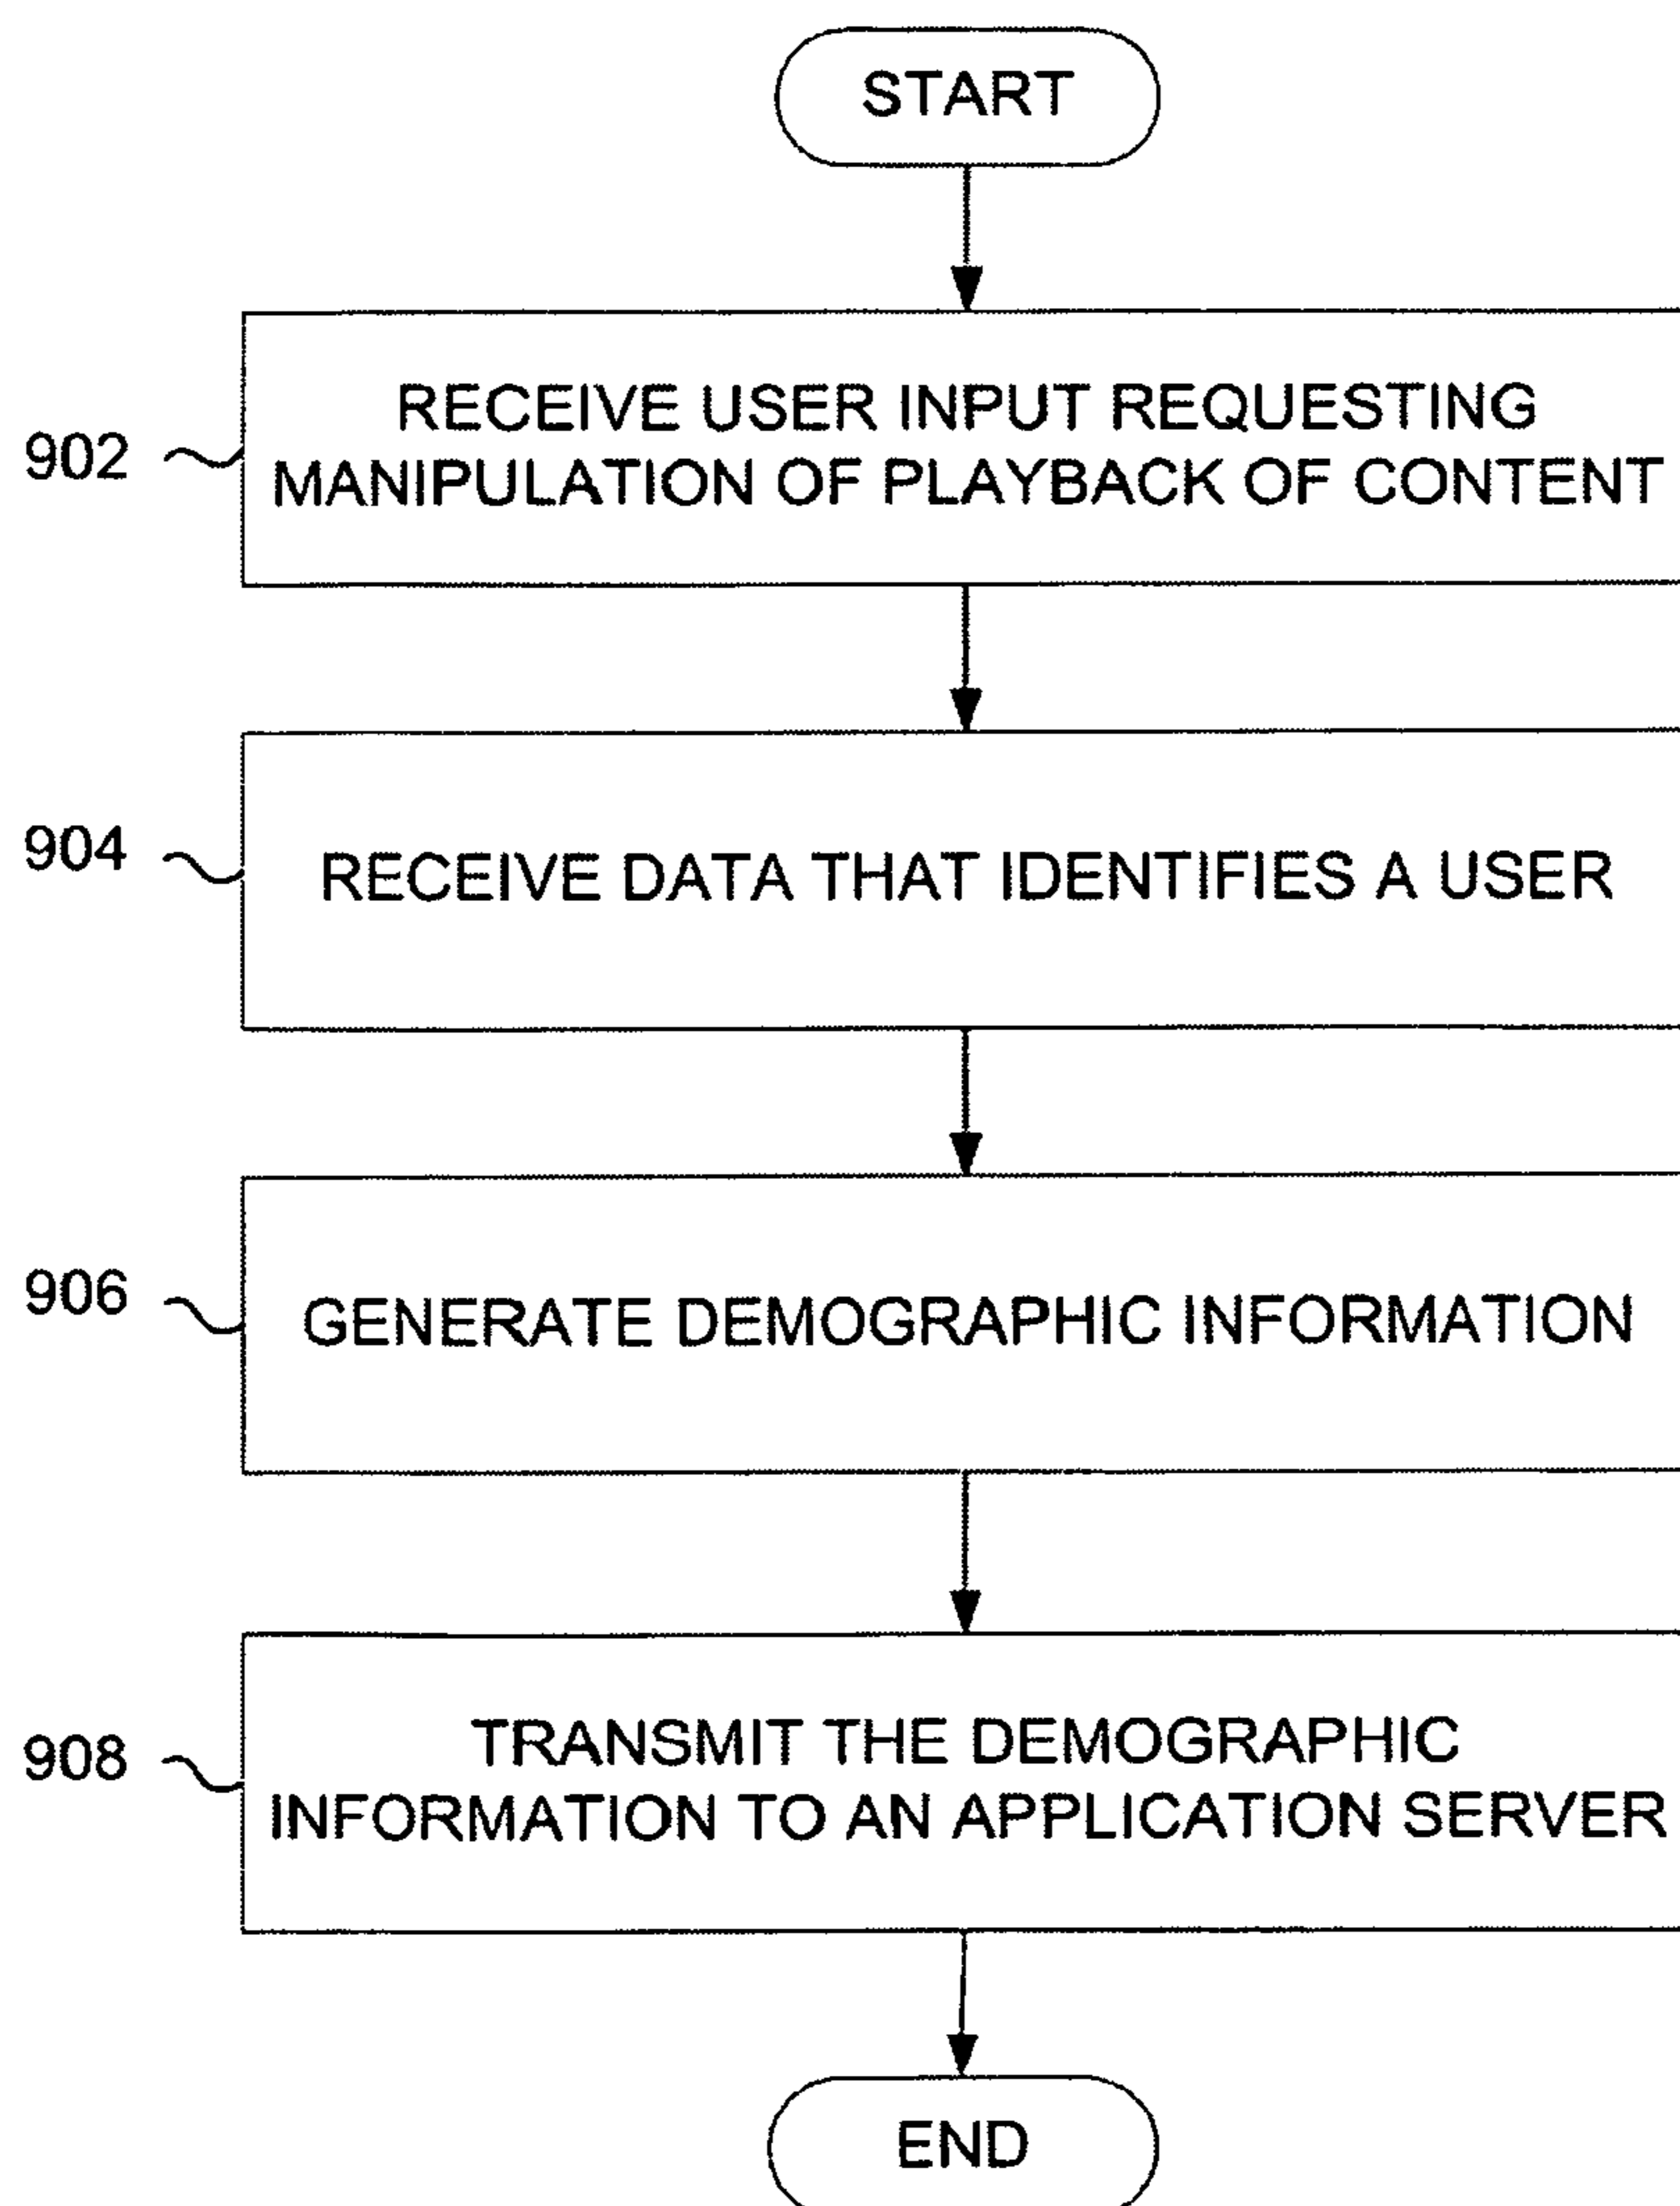 START
902
RECEIVE USER INPUT REQUESTING
MANIPULATION OF PLAYBACK OF CONTENT
904
RECEIVE DATA THAT IDENTIFIES A USER
906
GENERATE DEMOGRAPHIC INFORMATION
908
TRANSMIT THE DEMOGRAPHIC
INFORMATION TO AN APPLICATION SERVER
END